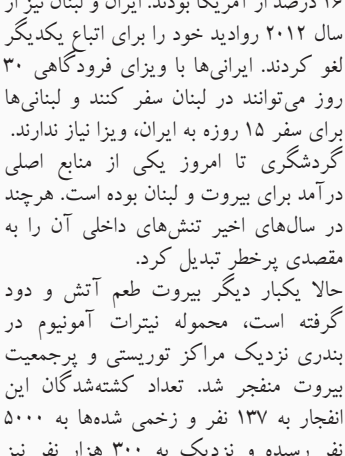 ۱۶ درصد از آمریکا بودند. ایران و لبنان نیز از
سال ۲۰۱۲ روادید خود را برای اتباع یکدیگر
لغو کردند. ایرانی‌ها با ویزای فرودگاهی ۳۰
روز می‌توانند در لبنان سفر کنند و لبنانی‌ها
برای سفر ۱۵ روزه به ایران، ویزا نیاز ندارند.
گردشگری تا امروز یکی از منابع اصلی
درآمد برای بیروت و لبنان بوده است. هرچند
در سال‌های اخیر تنش‌های داخلی آن را به
مقصدی پرخطر تبدیل کرد.
حالا یکبار دیگر بیروت طعم آتش و دود
گرفته است، محموله نیترات آمونیوم در
بندری نزدیک مراکز توریستی و پرجمعیت
بیروت منفجر شد. تعداد کشته‌شدگان این
انفجار به ۱۳۷ نفر و زخمی شده‌ها به ۵۰۰۰
نفر رسیده و نزدیک به ۳۰۰ هزار نفر نیز